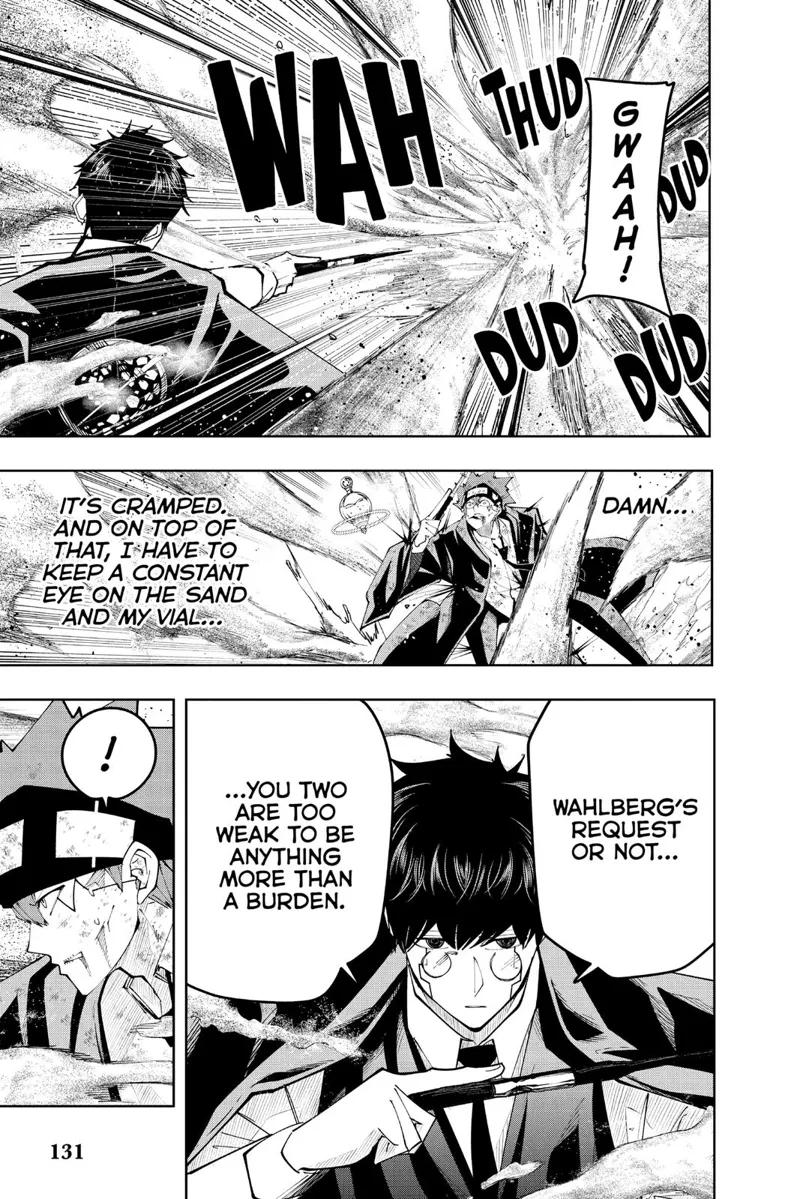 THUD
DUD
DUD
DUD
GWAAH!
WAH
DAMN...
IT'S CRAMPED.
AND ON TOP OF
THAT, I HAVE TO
KEEP A CONSTANT
EYE ON THE SAND
AND MY VIAL...
WAHLBERG'S
REQUEST
OR NOT...
...YOU TWO
ARE TOO
WEAK TO BE
ANYTHING
MORE THAN
A BURDEN.
!
131